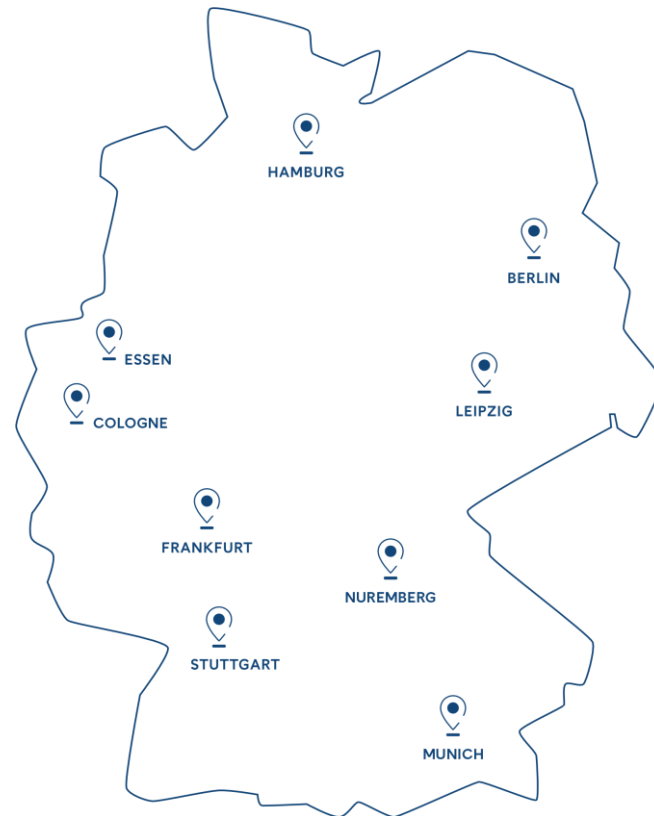 HAMBURG
BERLIN
ESSEN
LEIPZIG
COLOGNE
FRANKFURT
NUREMBERG
STUTTGART
MUNICH